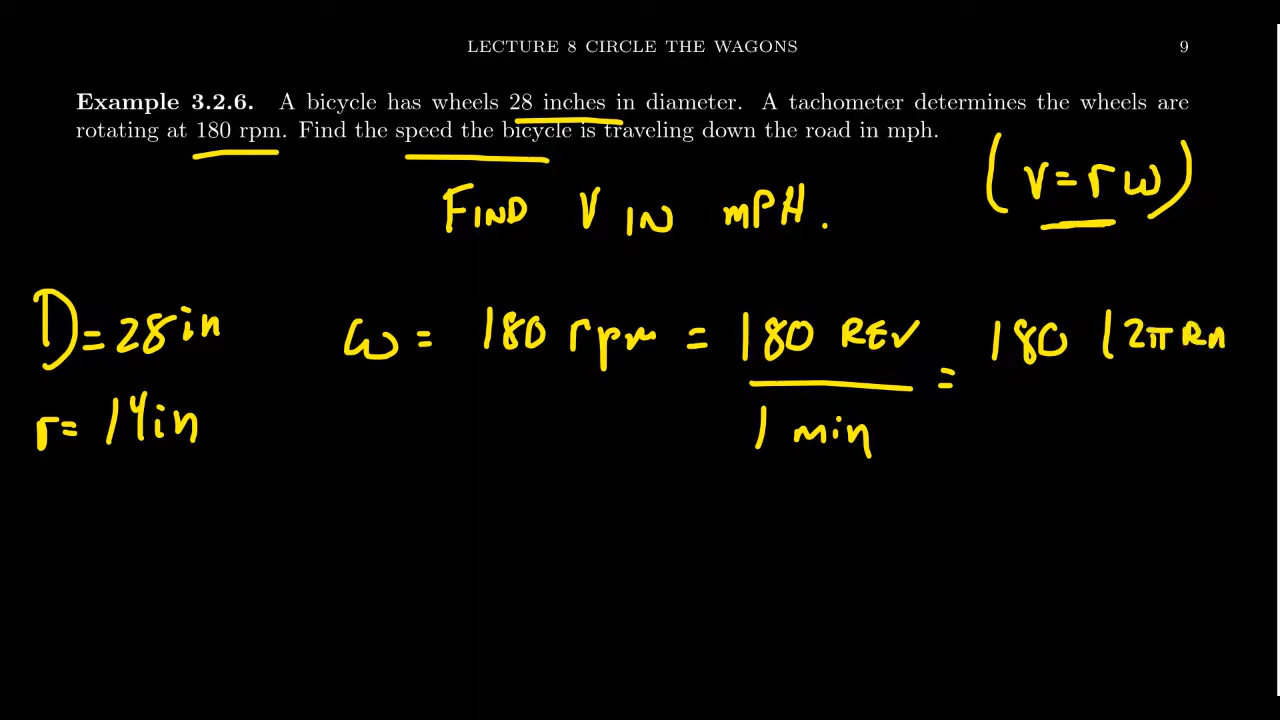 LECTURE 8 CIRCLE THE WAGONS 9
Example 3.2.6. A bicycle has wheels 28 inches in diameter. A tachometer determines the wheels are
rotating at 180 rpm. Find the speed the bicycle is traveling down the road in mph.
(V = r ω)
FIND V IN MPH.
D = 28 in
ω = 180 rpm = 180 REV / 1 min = 180 (2π
r = 14 in